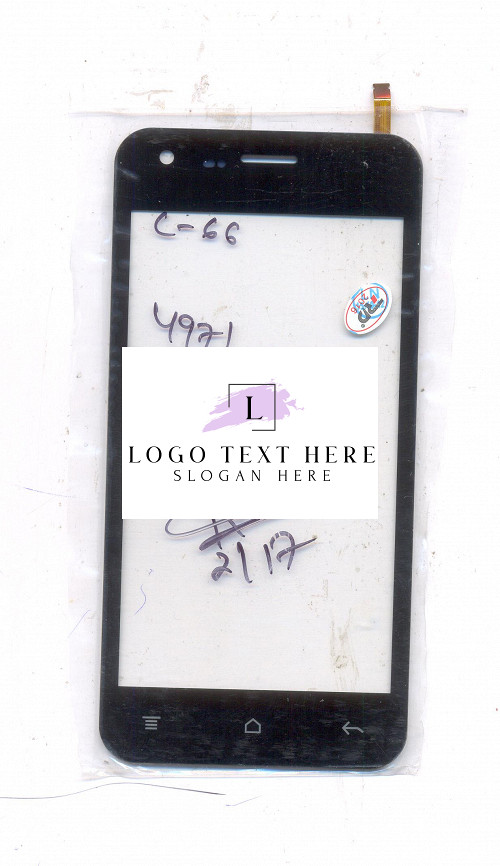 C-66
4971
L
LOGO TEXT HERE
SLOGAN HERE
2/17